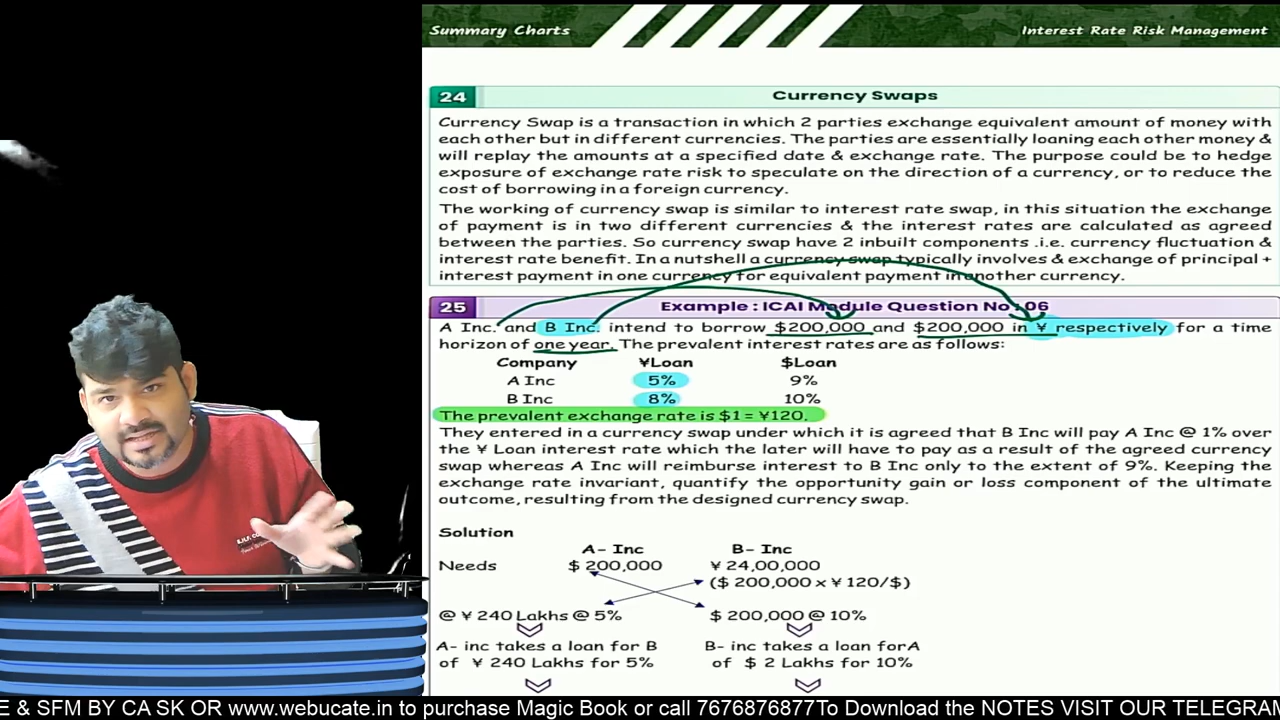 Summary Charts
Interest Rate Risk Management
24
Currency Swaps
Currency Swap is a transaction in which 2 parties exchange equivalent amount of money with
each other but in different currencies. The parties are essentially loaning each other money &
will replay the amounts at a specified date & exchange rate. The purpose could be to hedge
exposure of exchange rate risk to speculate on the direction of a currency, or to reduce the
cost of borrowing in a foreign currency.
The working of currency swap is similar to interest rate swap, in this situation the exchange
of payment is in two different currencies & the interest rates are calculated as agreed
between the parties. So currency swap have 2 inbuilt components .i.e. currency fluctuation &
interest rate benefit. In a nutshell a currency swap typically involves & exchange of principal +
interest payment in one currency for equivalent payment in another currency.
25
Example : ICAI Module Question No : 06
A Inc. and B Inc. intend to borrow $200,000 and $200,000 in ¥ respectively for a time
horizon of one year. The prevalent interest rates are as follows:
Company ¥Loan $Loan
A Inc 5% 9%
B Inc 8% 10%
The prevalent exchange rate is $1 = ¥120.
They entered in a currency swap under which it is agreed that B Inc will pay A Inc @ 1% over
the ¥ Loan interest rate which the later will have to pay as a result of the agreed currency
swap whereas A Inc will reimburse interest to B Inc only to the extent of 9%. Keeping the
exchange rate invariant, quantify the opportunity gain or loss component of the ultimate
outcome, resulting from the designed currency swap.
Solution
A- Inc B- Inc
Needs $ 200,000 ¥ 24,00,000
($ 200,000 x ¥ 120/$)
@ ¥ 240 Lakhs @ 5% $ 200,000 @ 10%
A- inc takes a loan for B B- inc takes a loan for A
of ¥ 240 Lakhs for 5% of $ 2 Lakhs for 10%
E & SFM BY CA SK OR www.webucate.in to purchase Magic Book or call 7676876877To Download the NOTES VISIT OUR TELEGRAM